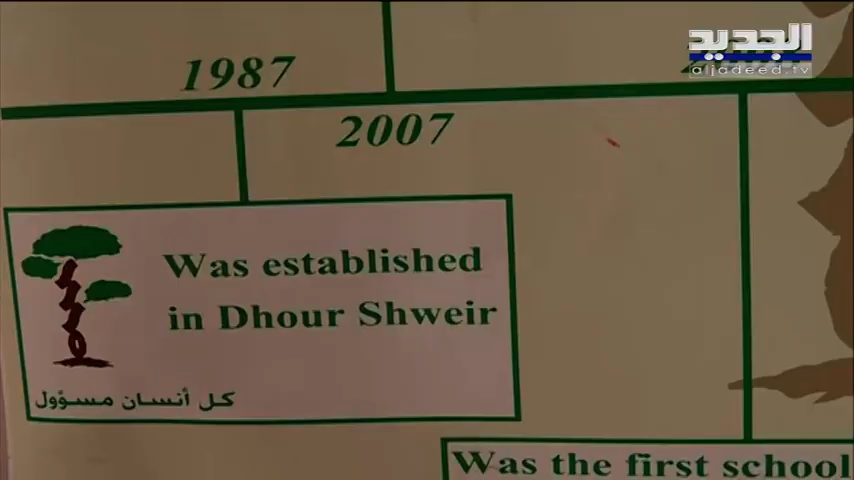 الجديد
aljadeed.tv
1987
2007
Was established
in Dhour Shweir
كل أنسان مسؤول
Was the first school